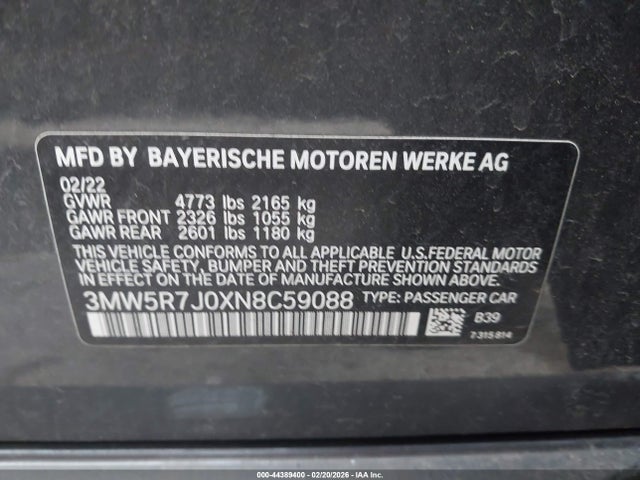 MFD BY BAYERISCHE MOTOREN WERKE AG
02/22
GVWR 4773 lbs 2165 kg
GAWR FRONT 2326 lbs 1055 kg
GAWR REAR 2601 lbs 1180 kg
THIS VEHICLE CONFORMS TO ALL APPLICABLE U.S.FEDERAL MOTOR
VEHICLE SAFETY, BUMPER AND THEFT PREVENTION
STANDARDS IN EFFECT ON THE DATE OF MANUFACTURE SHOWN ABOVE.
3MW5R7J0XN8C59088 TYPE: PASSENGER CAR
B39
7 315 814
000-44389400 - 02/20/2026 - IAA Inc.